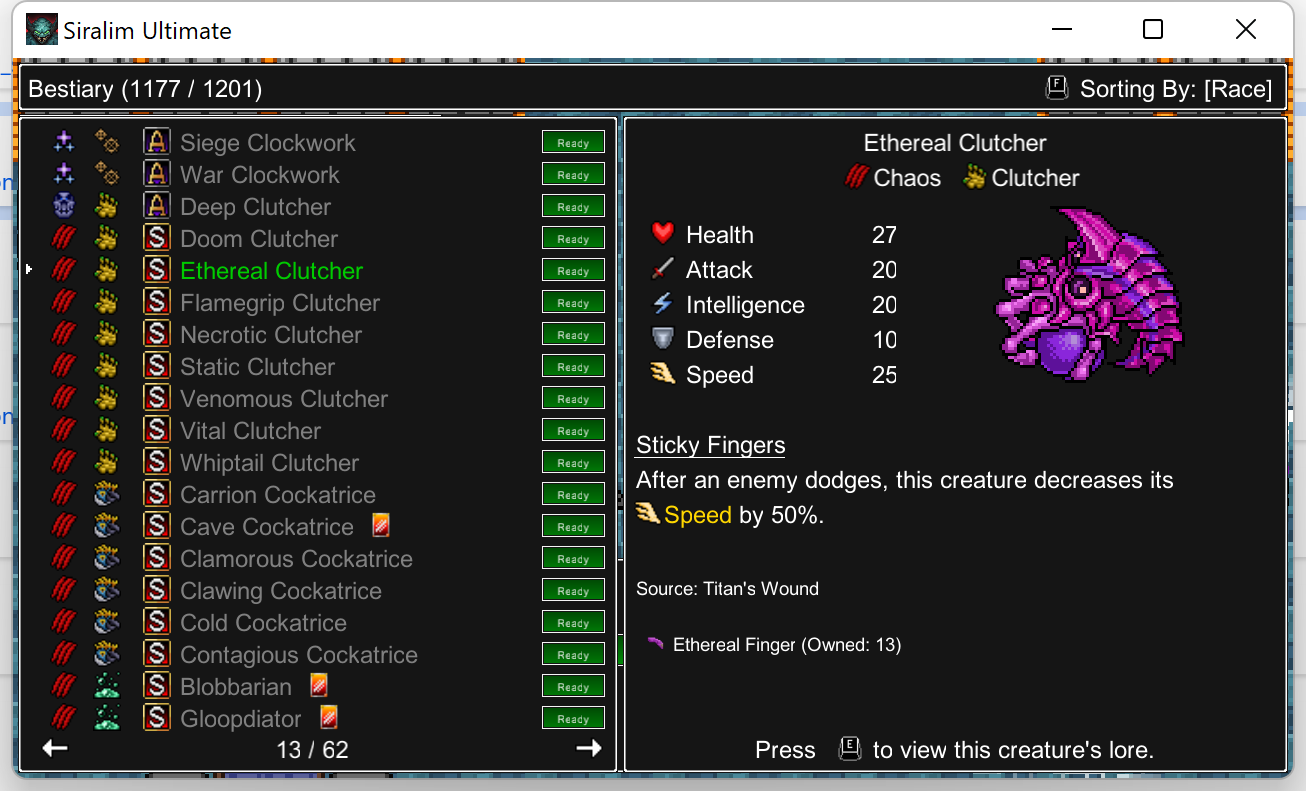 Siralim Ultimate
Bestiary (1177 / 1201)
F Sorting By: [Race]
A Siege Clockwork Ready
A War Clockwork Ready
A Deep Clutcher Ready
S Doom Clutcher Ready
S Ethereal Clutcher Ready
S Flamegrip Clutcher Ready
S Necrotic Clutcher Ready
S Static Clutcher Ready
S Venomous Clutcher Ready
S Vital Clutcher Ready
S Whiptail Clutcher Ready
S Carrion Cockatrice Ready
S Cave Cockatrice Ready
S Clamorous Cockatrice Ready
S Clawing Cockatrice Ready
S Cold Cockatrice Ready
S Contagious Cockatrice Ready
S Blobbarian Ready
S Gloopdiator Ready
13 / 62
Ethereal Clutcher
Chaos Clutcher
Health 27
Attack 20
Intelligence 20
Defense 10
Speed 25
Sticky Fingers
After an enemy dodges, this creature decreases its
Speed by 50%.
Source: Titan's Wound
Ethereal Finger (Owned: 13)
Press E to view this creature's lore.